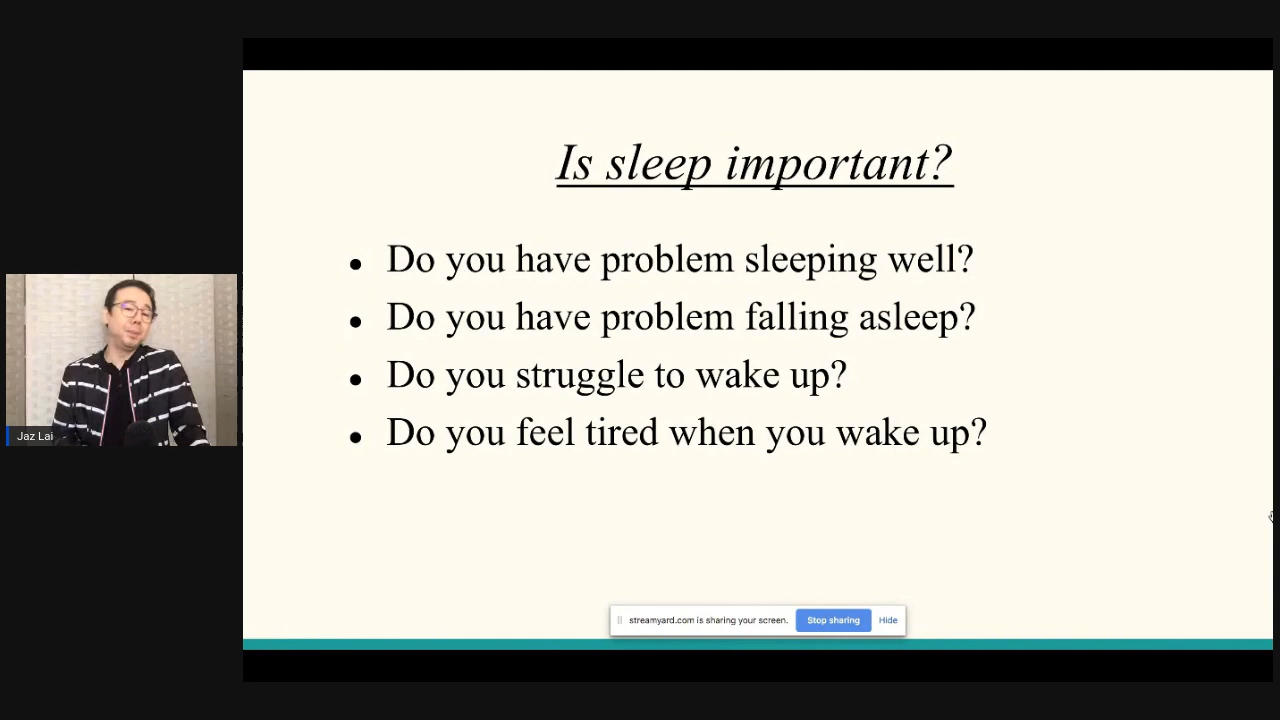 Is sleep important?
Do you have problem sleeping well?
Do you have problem falling asleep?
Do you struggle to wake up?
Do you feel tired when you wake up?
Jaz Lai
streamyard.com is sharing your screen. Stop sharing Hide